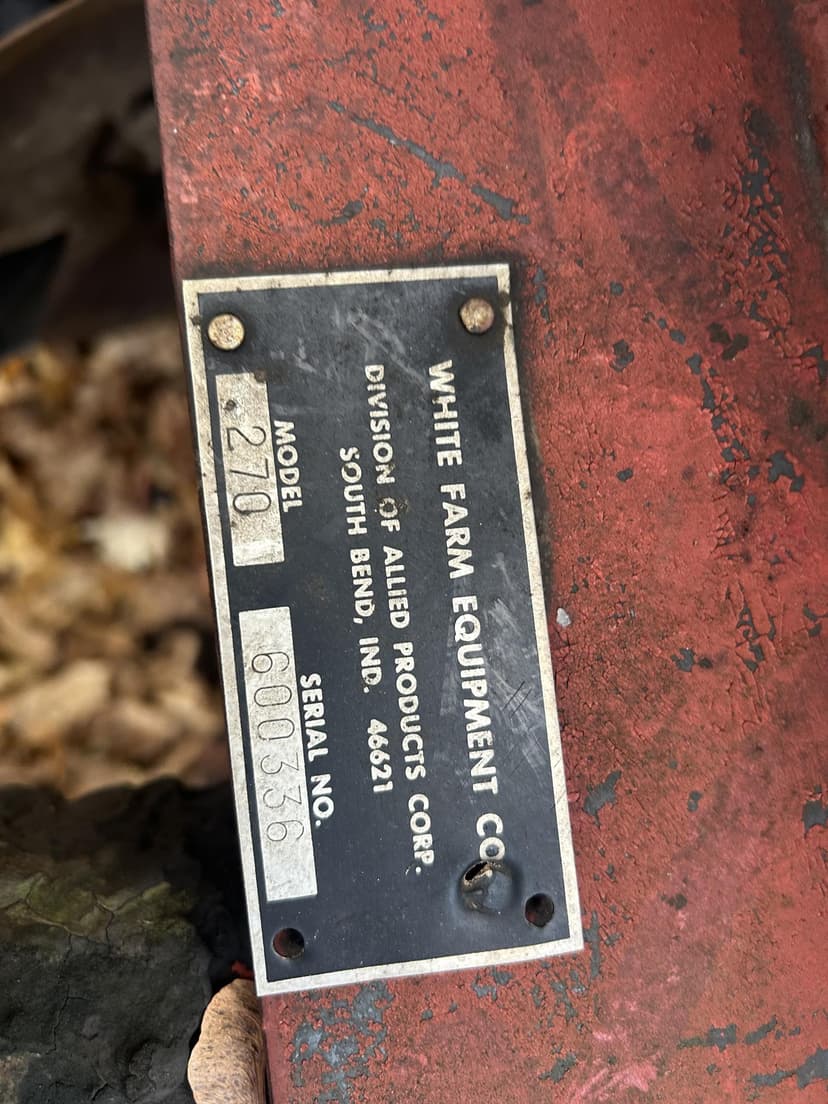 WHITE FARM EQUIPMENT CO
DIVISION OF ALLIED PRODUCTS CORP.
SOUTH BEND, IND. 46621
MODEL
270
SERIAL NO.
600336